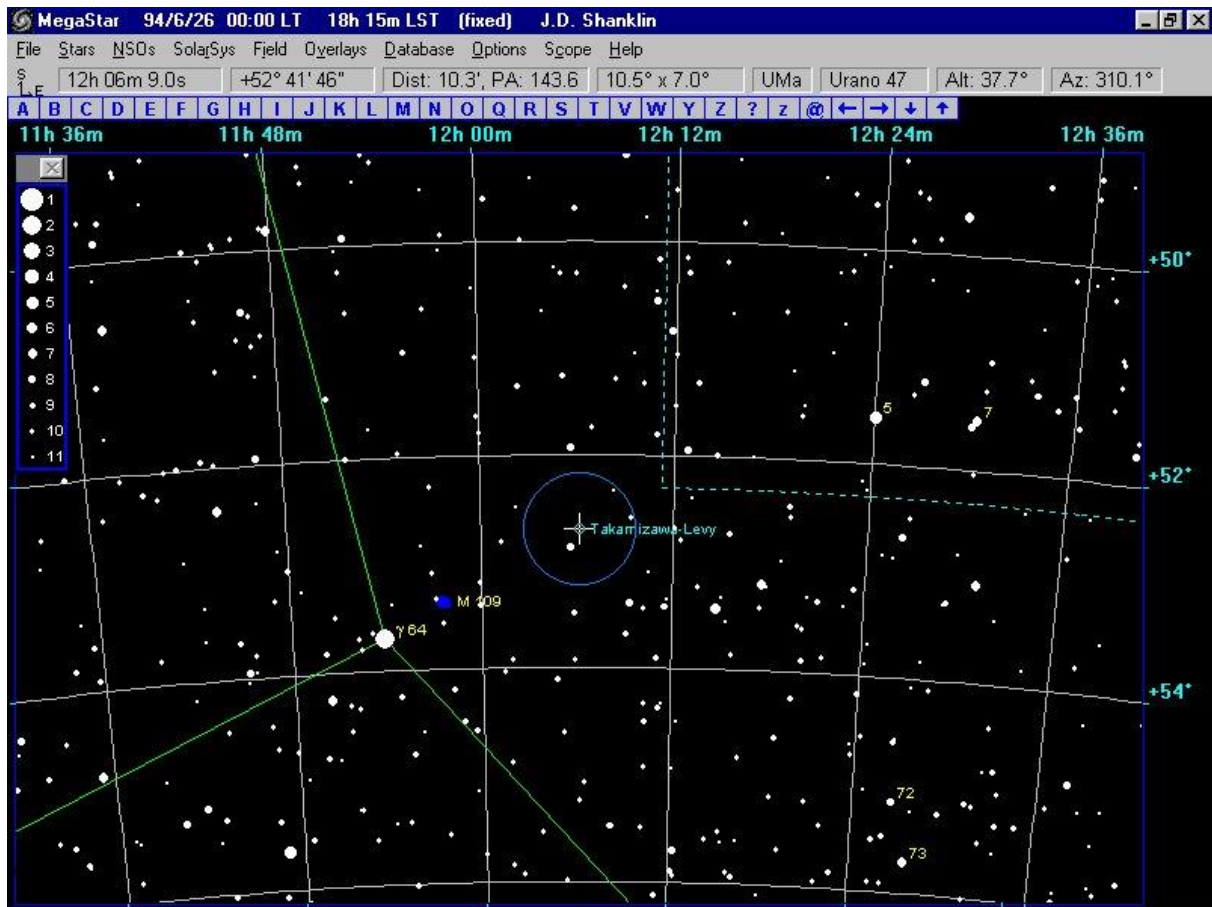 MegaStar 94/6/26 00:00 LT 18h 15m LST (fixed) J.D. Shanklin
File Stars NSOs SolarSys Field Overlays Database Options Scope Help
S
E 12h 06m 9.0s +52° 41' 46" Dist: 10.3', PA: 143.6 10.5° x 7.0° UMa Urano 47 Alt: 37.7° Az: 310.1°
A B C D E F G H I J K L M N O Q R S T V W Y Z ? z @ ← → ↓ ↑
11h 36m 11h 48m 12h 00m 12h 12m 12h 24m 12h 36m
1
2
3
4
5
6
7
8
9
10
11
+50°
5 7
+52°
Takamizawa-Levy
M 109
γ 64
+54°
72
73